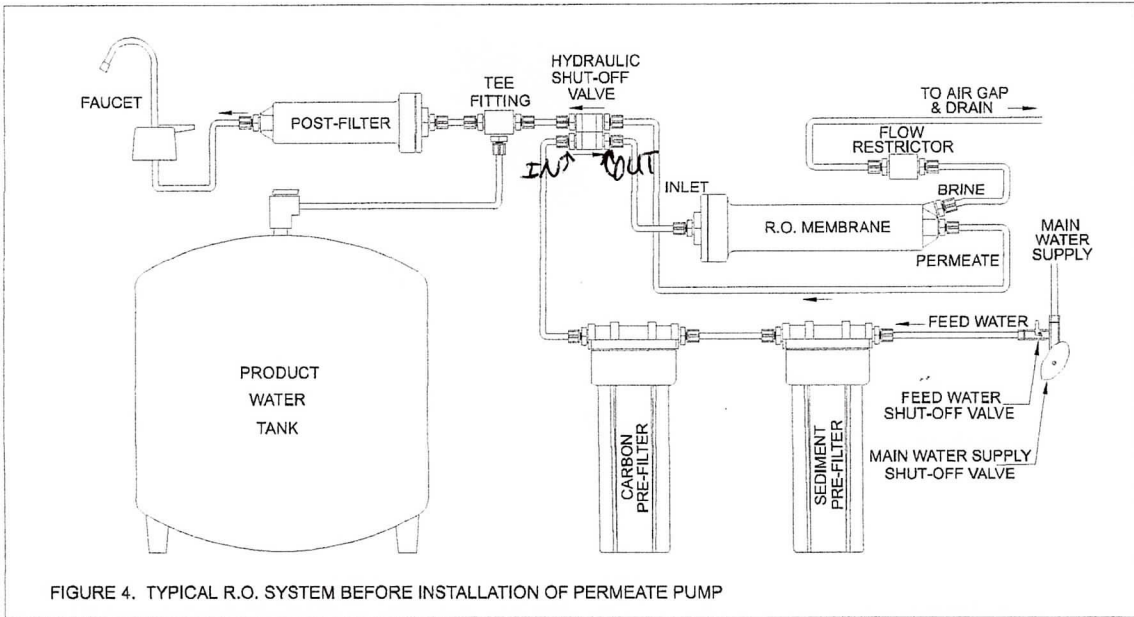 FAUCET
POST-FILTER
TEE
FITTING
HYDRAULIC
SHUT-OFF
VALVE
IN
OUT
TO AIR GAP
& DRAIN
FLOW
RESTRICTOR
INLET
BRINE
R.O. MEMBRANE
PERMEATE
MAIN
WATER
SUPPLY
FEED WATER
PRODUCT
WATER
TANK
CARBON
PRE-FILTER
SEDIMENT
PRE-FILTER
FEED WATER
SHUT-OFF VALVE
MAIN WATER SUPPLY
SHUT-OFF VALVE
FIGURE 4. TYPICAL R.O. SYSTEM BEFORE INSTALLATION OF PERMEATE PUMP